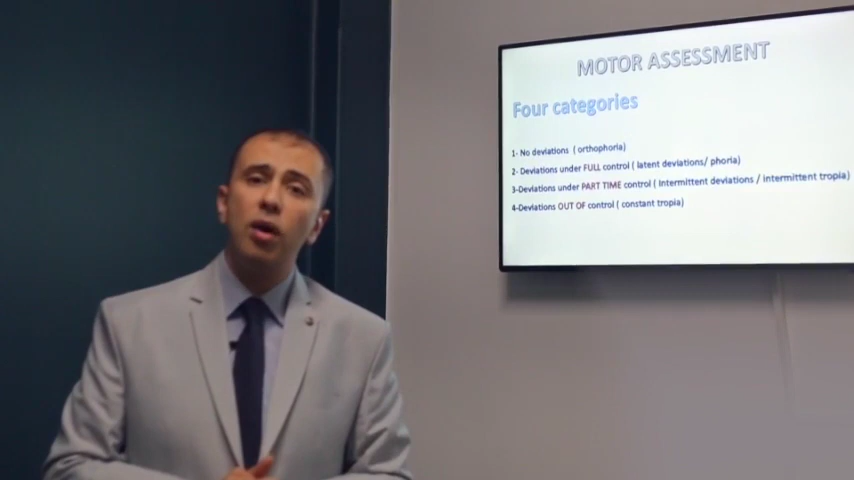 MOTOR ASSESSMENT
Four categories
1- No deviations ( orthophoria)
2- Deviations under FULL control ( latent deviations/ phoria)
3-Deviations under PART TIME control ( Intermittent deviations / intermittent tropia)
4-Deviations OUT OF control ( constant tropia)